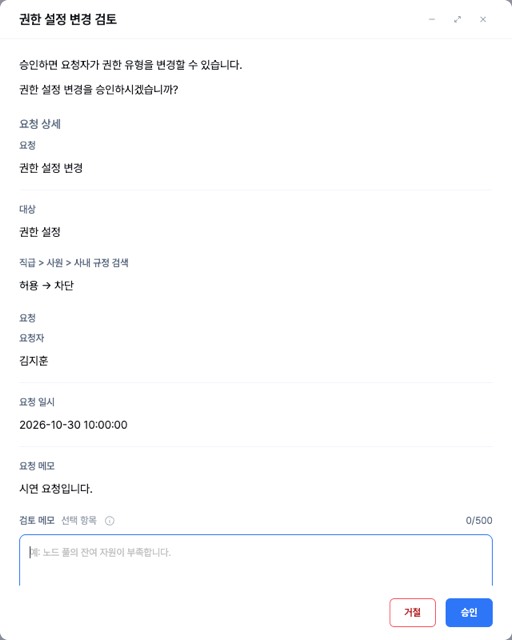 권한 설정 변경 검토
승인하면 요청자가 권한 유형을 변경할 수 있습니다.
권한 설정 변경을 승인하시겠습니까?
요청 상세
요청
권한 설정 변경
대상
권한 설정
직급 > 사원 > 사내 규정 검색
허용 → 차단
요청
요청자
김지훈
요청 일시
2026-10-30 10:00:00
요청 메모
시연 요청입니다.
검토 메모 선택 항목 0/500
예: 노드 풀의 잔여 자원이 부족합니다.
거절 승인